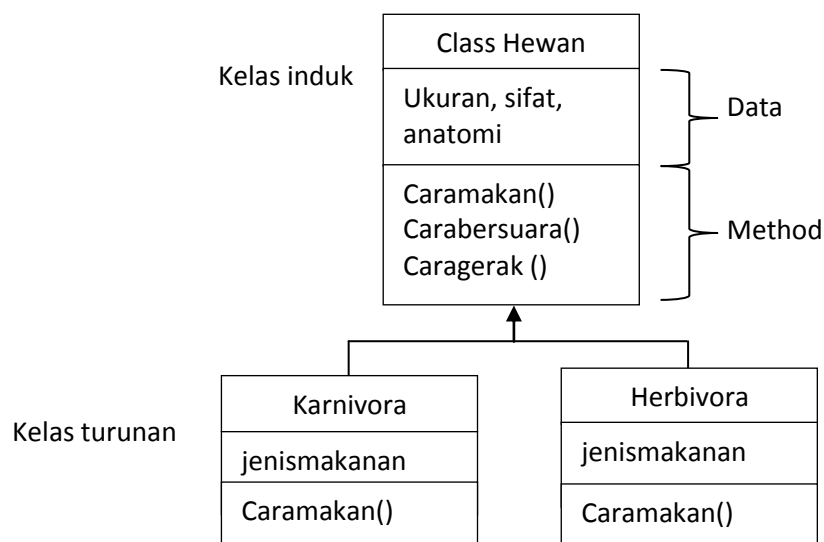 Class Hewan
Kelas induk
Ukuran, sifat,
anatomi
Data
Caramakan()
Carabersuara()
Caragerak ()
Method
Kelas turunan
Karnivora
jenismakanan
Caramakan()
Herbivora
jenismakanan
Caramakan()